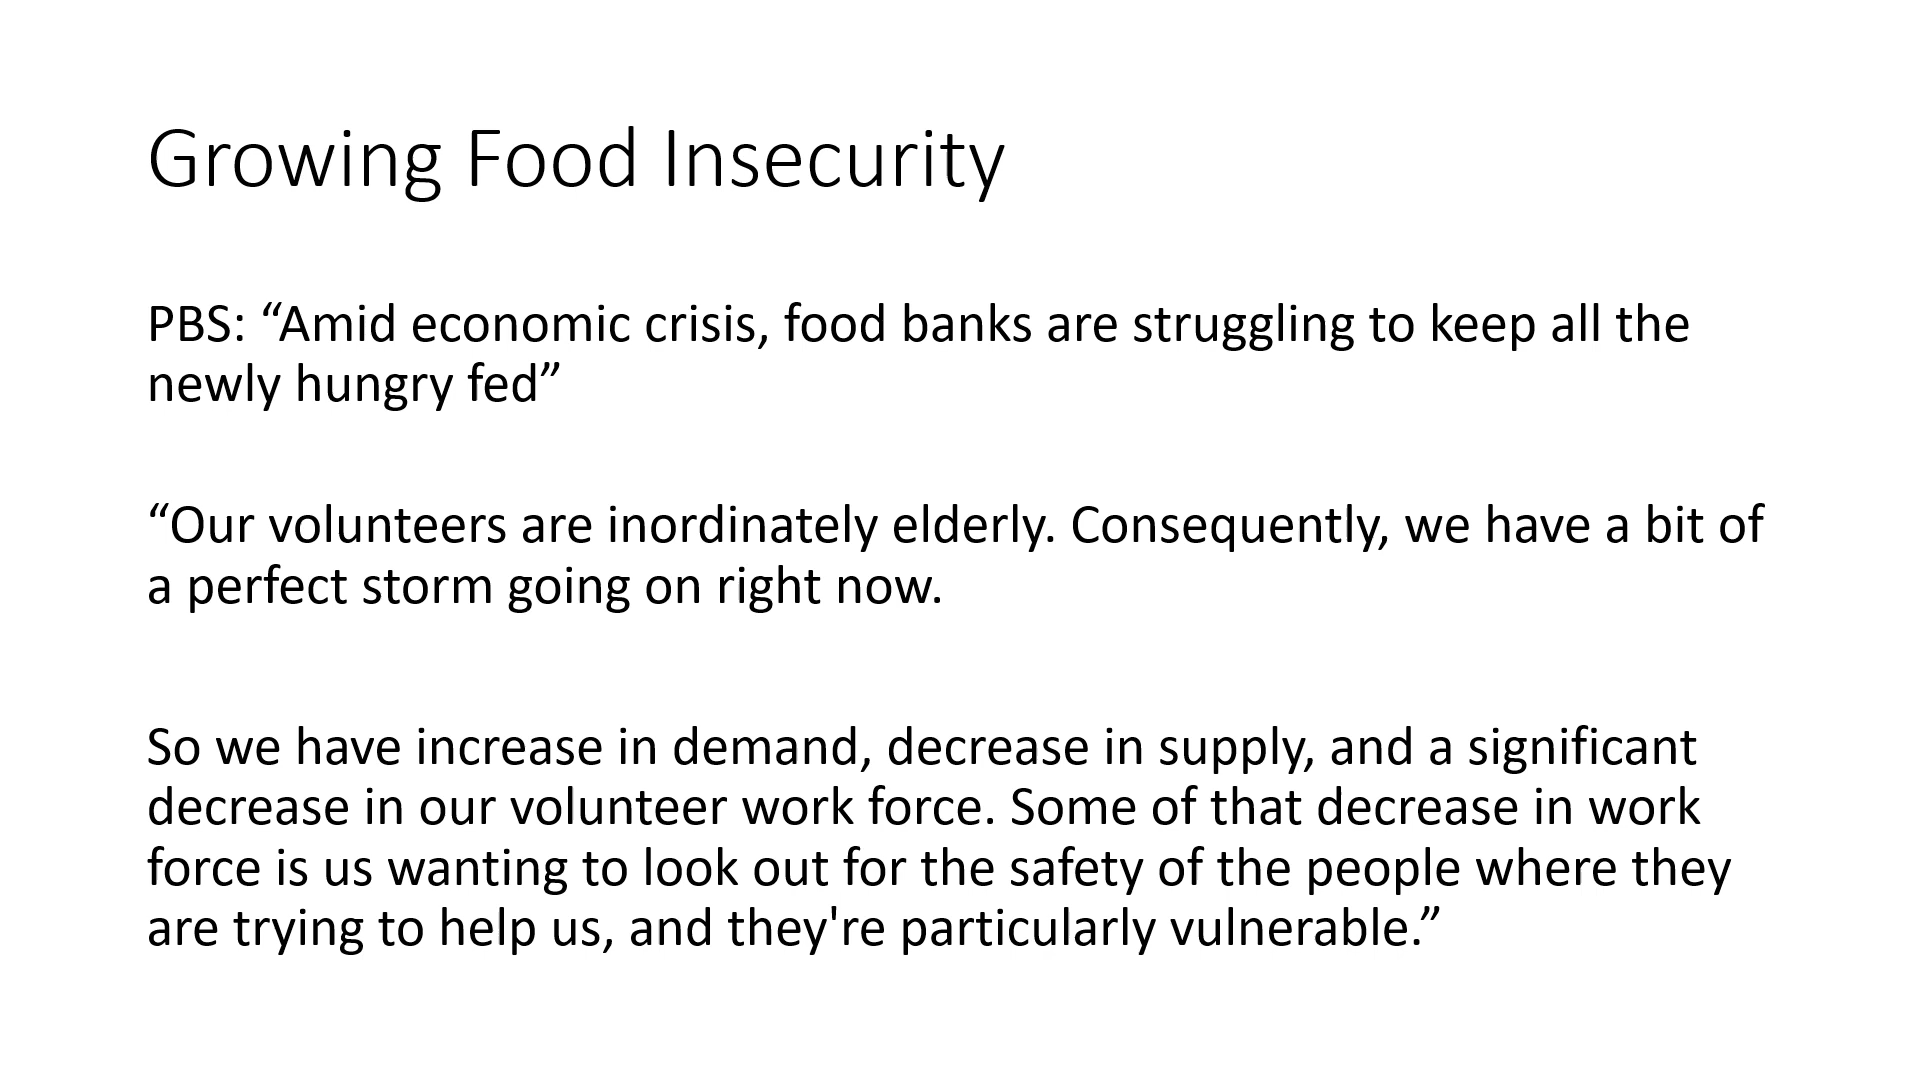 Growing Food Insecurity
PBS: “Amid economic crisis, food banks are struggling to keep all the
newly hungry fed”
“Our volunteers are inordinately elderly. Consequently, we have a bit of
a perfect storm going on right now.
So we have increase in demand, decrease in supply, and a significant
decrease in our volunteer work force. Some of that decrease in work
force is us wanting to look out for the safety of the people where they
are trying to help us, and they're particularly vulnerable.”